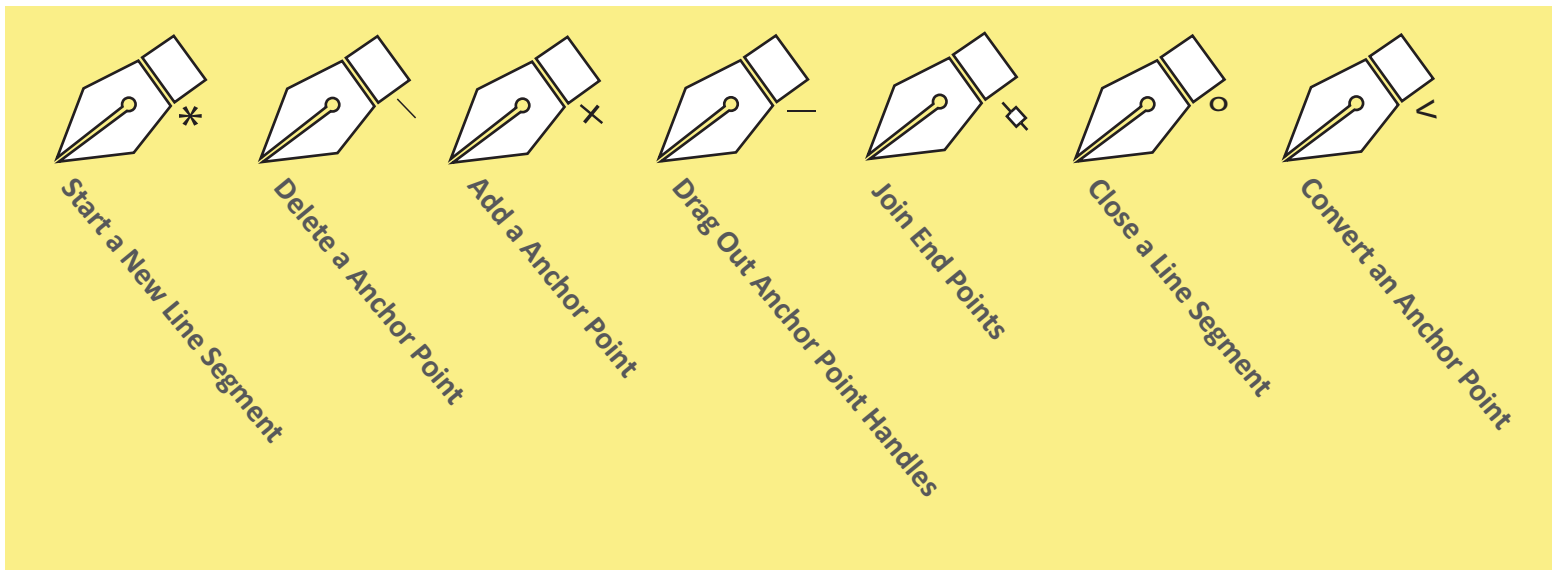 Start a New Line Segment
Delete a Anchor Point
Add a Anchor Point
Drag Out Anchor Point Handles
Join End Points
Close a Line Segment
Convert an Anchor Point